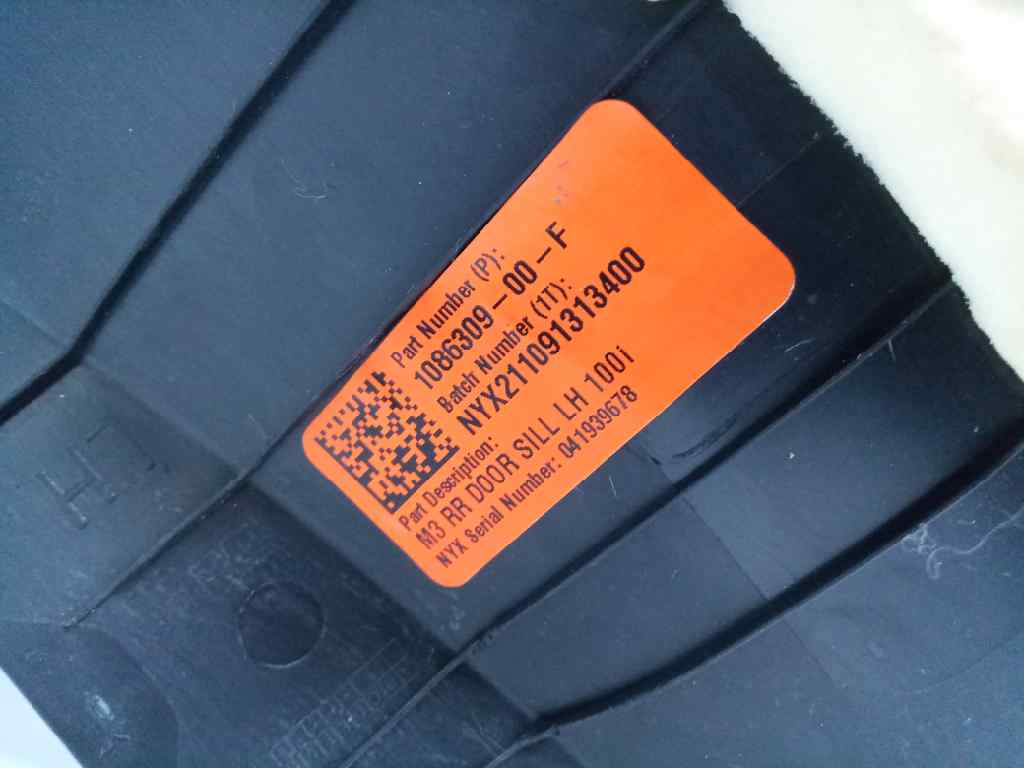 Part Number (P):
1086309-00-F
Batch Number (1T):
NYX211091313400
Part Description:
M3 RR DOOR SILL LH 100i
NYX Serial Number: 041939678
LH